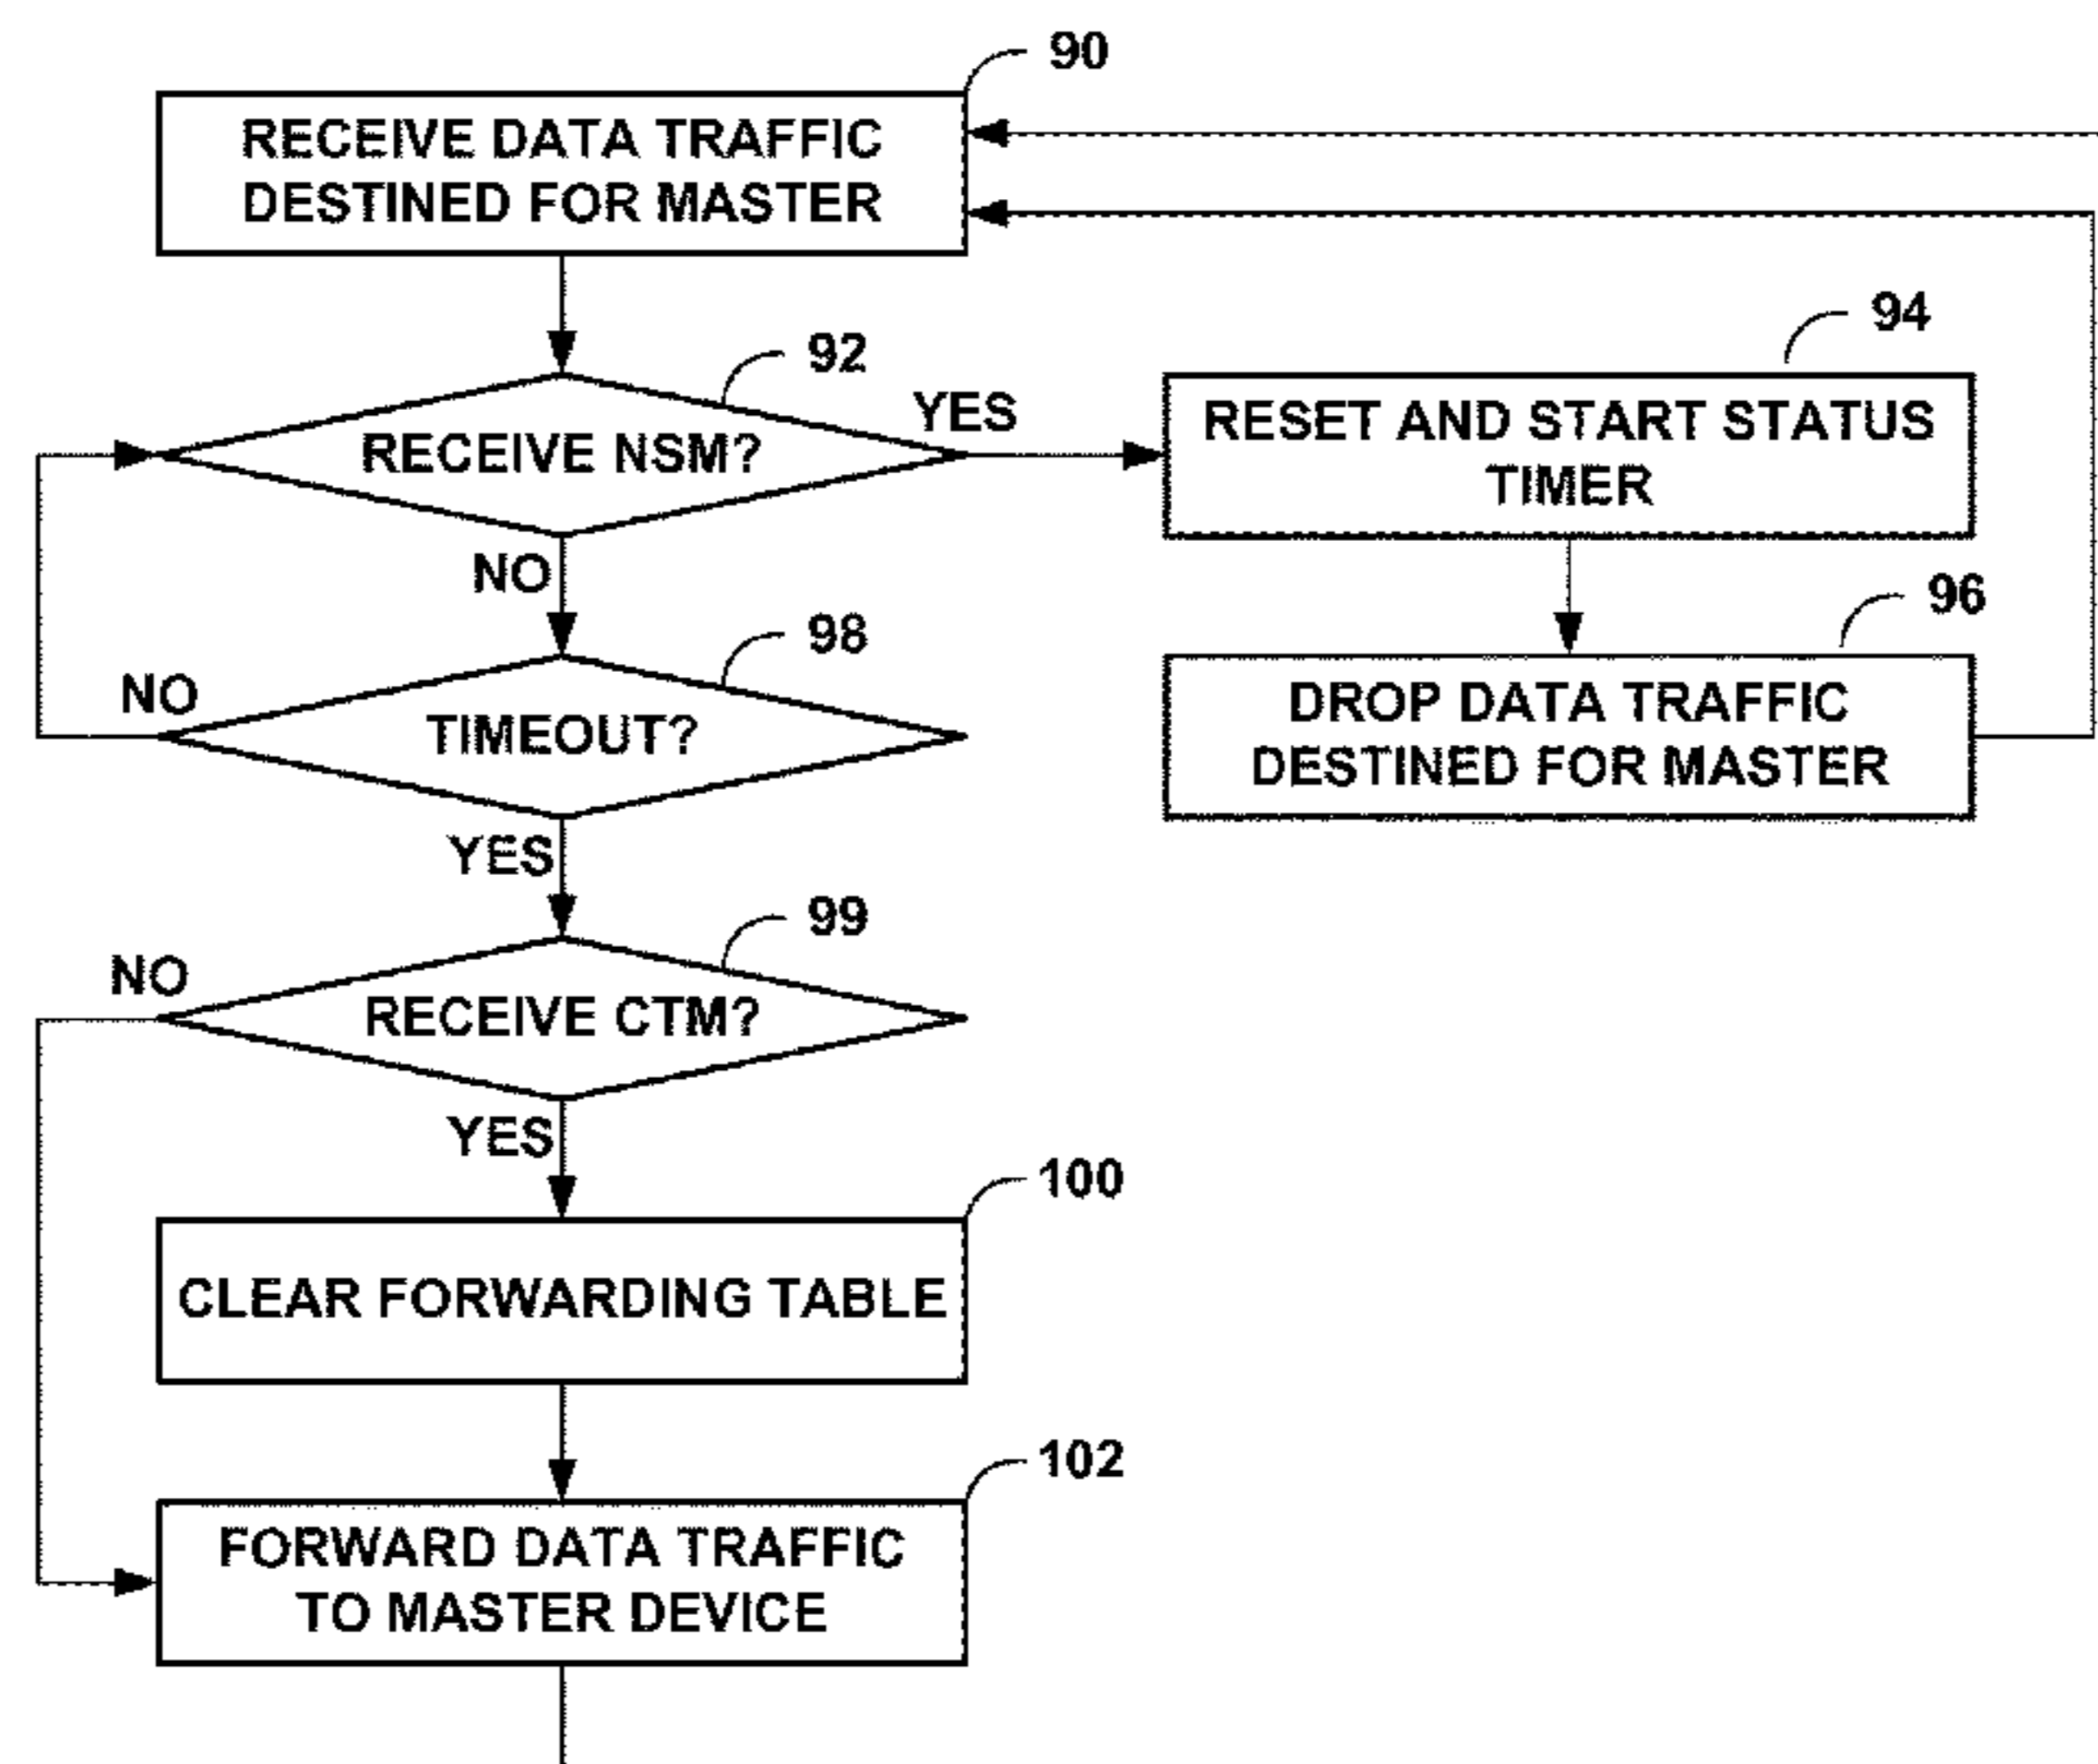 90
RECEIVE DATA TRAFFIC
DESTINED FOR MASTER
94
92
YES
RESET AND START STATUS
TIMER
RECEIVE NSM?
NO
96
98
NO
TIMEOUT?
DROP DATA TRAFFIC
DESTINED FOR MASTER
YES
99
NO
RECEIVE CTM?
YES
100
CLEAR FORWARDING TABLE
102
FORWARD DATA TRAFFIC
TO MASTER DEVICE